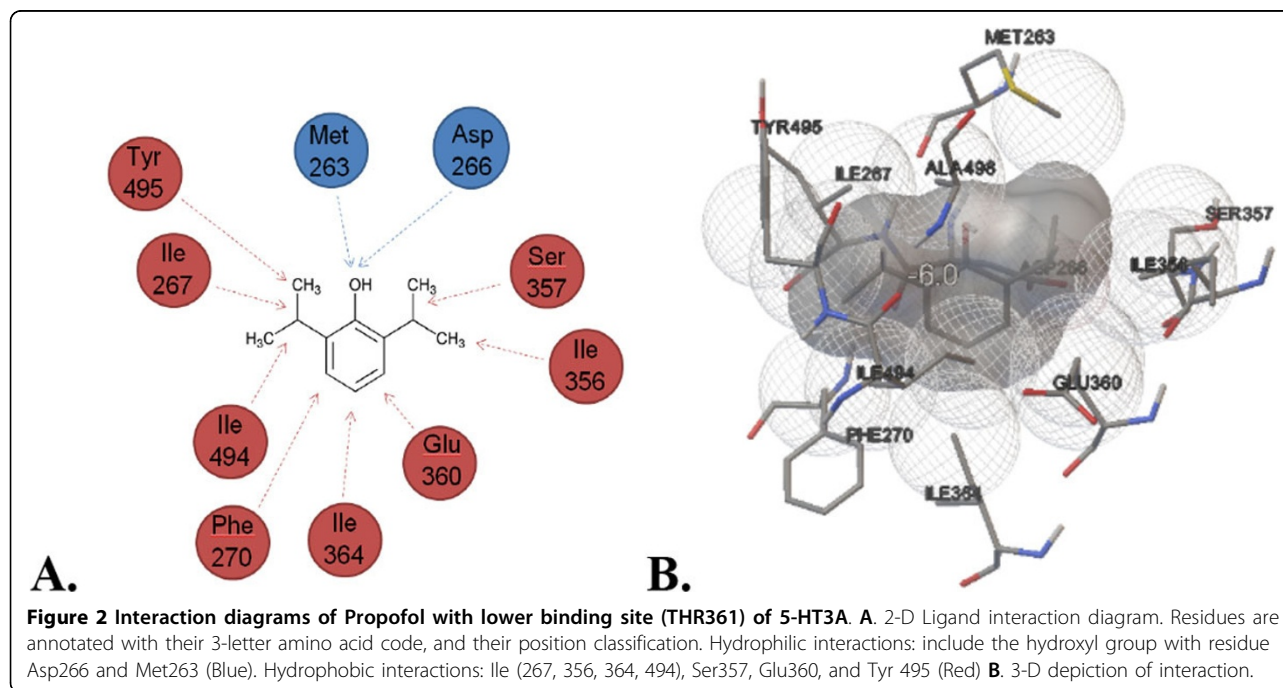 Tyr
495
Met
263
Asp
266
Ile
267
Ser
357
CH₃
OH
CH₃
H₃C
CH₃
Ile
356
Ile
494
Glu
360
Phe
270
Ile
364
A.
MET263
TYR495
ILE267
ALA498
SER357
ILE356
ASP266
-6.0
ILE494
GLU360
PHE270
ILE364
B.
Figure 2 Interaction diagrams of Propofol with lower binding site (THR361) of 5-HT3A. A. 2-D Ligand interaction diagram. Residues are
annotated with their 3-letter amino acid code, and their position classification. Hydrophilic interactions: include the hydroxyl group with residue
Asp266 and Met263 (Blue). Hydrophobic interactions: Ile (267, 356, 364, 494), Ser357, Glu360, and Tyr 495 (Red) B. 3-D depiction of interaction.